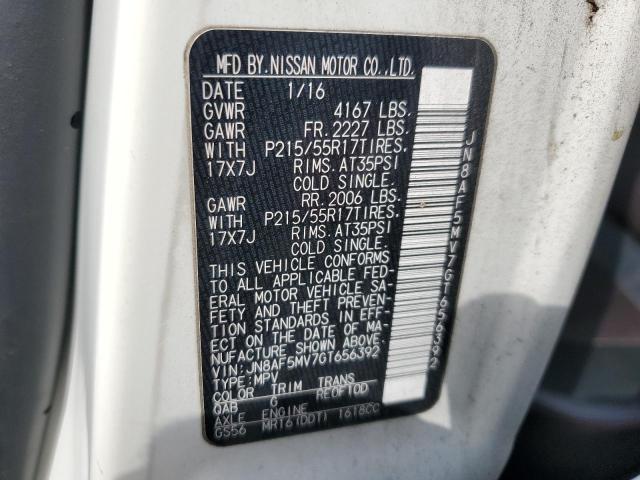 MFD BY.NISSAN MOTOR CO.,LTD.
DATE 1/16
GVWR 4167 LBS.
GAWR FR.2227 LBS.
WITH P215/55R17TIRES.
17X7J RIMS.AT35PSI
COLD SINGLE.
GAWR RR.2006 LBS.
WITH P215/55R17TIRES.
17X7J RIMS.AT35PSI
COLD SINGLE.
THIS VEHICLE CONFORMS
TO ALL APPLICABLE FED-
ERAL MOTOR VEHICLE SA-
FETY AND THEFT PREVEN-
TION STANDARDS IN EFF-
ECT ON THE DATE OF MA-
NUFACTURE SHOWN ABOVE.
VIN:JN8AF5MV7GT656392
TYPE:MPV
COLOR TRIM TRANS
QAB G RE0F10D
AXLE ENGINE
GS56 MR16(DDT) 1618CC
JN8AF5MV7GT656392